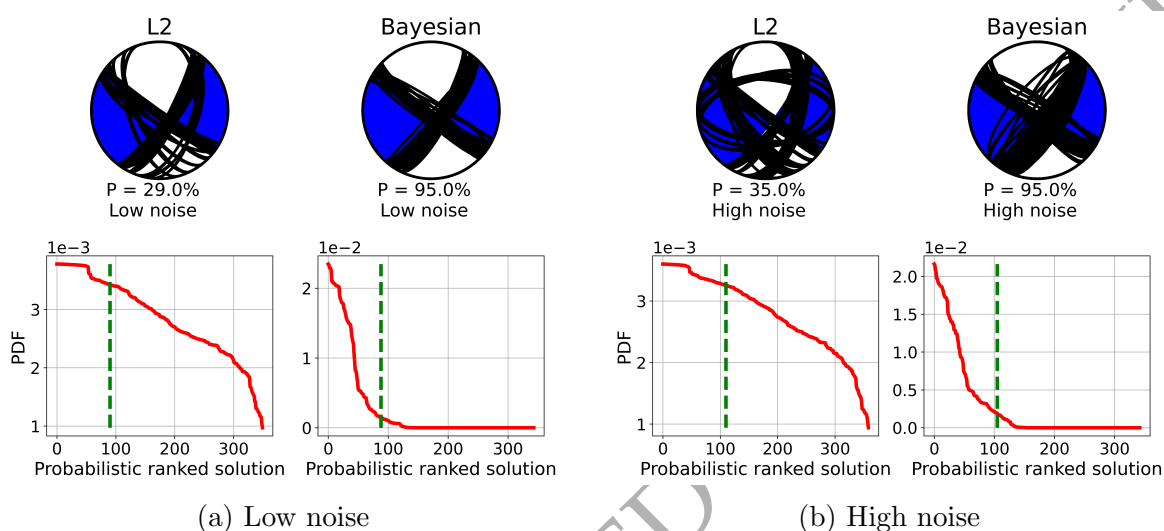 L2
Bayesian
L2
Bayesian
P = 29.0%
Low noise
P = 95.0%
Low noise
P = 35.0%
High noise
P = 95.0%
High noise
1e−3
3
2
1
PDF
0
100
200
300
Probabilistic ranked solution
1e−2
2
1
0
0
100
200
300
Probabilistic ranked solution
1e−3
3
2
1
PDF
0
100
200
300
Probabilistic ranked solution
1e−2
2.0
1.5
1.0
0.5
0.0
0
100
200
300
Probabilistic ranked solution
(a) Low noise
(b) High noise